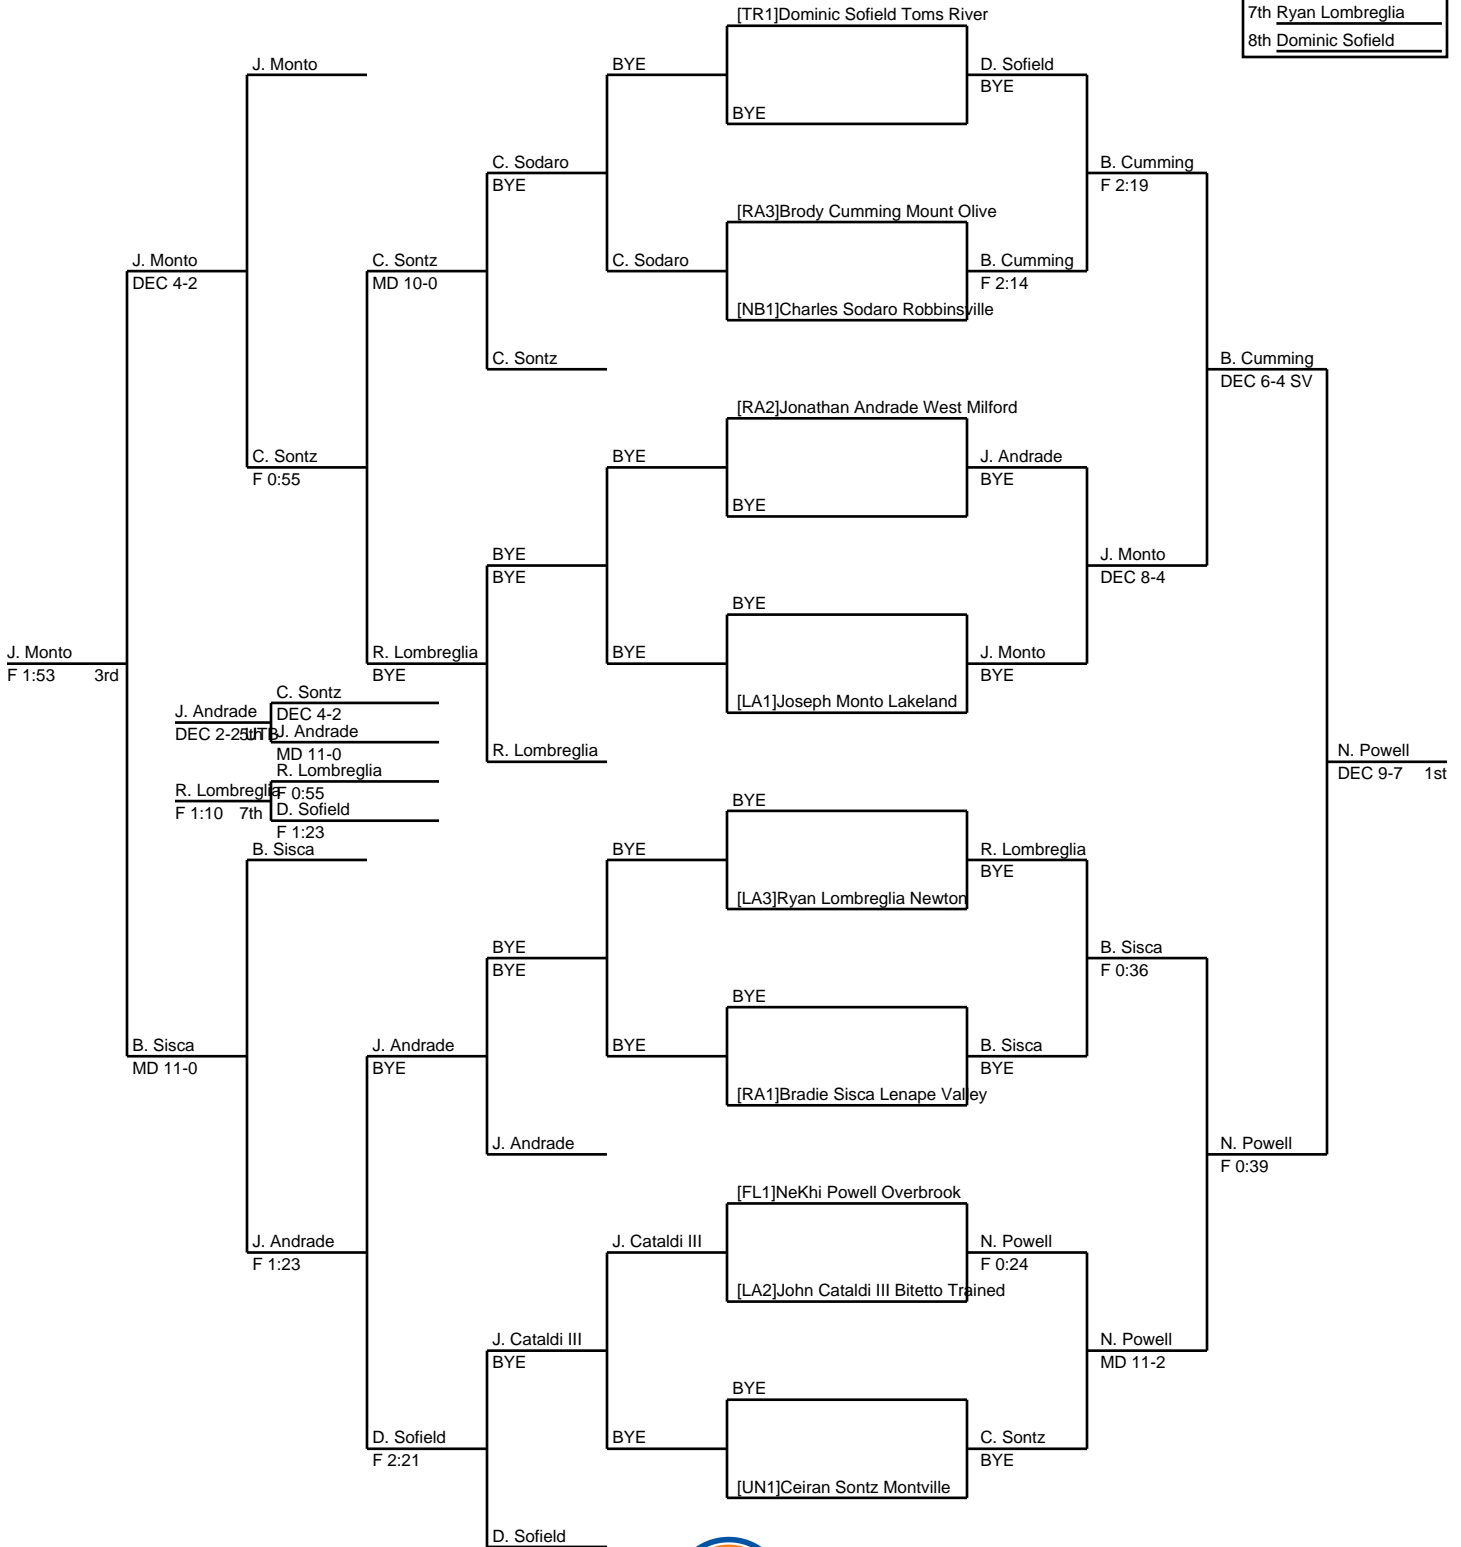 [TR1]Dominic Sofield Toms River
7th Ryan Lombreglia
8th Dominic Sofield
J. Monto
BYE
D. Sofield
BYE
BYE
C. Sodaro
BYE
B. Cumming
F 2:19
[RA3]Brody Cumming Mount Olive
J. Monto
DEC 4-2
C. Sontz
MD 10-0
C. Sodaro
B. Cumming
F 2:14
[NB1]Charles Sodaro Robbinsville
C. Sontz
B. Cumming
DEC 6-4 SV
[RA2]Jonathan Andrade West Milford
C. Sontz
F 0:55
BYE
J. Andrade
BYE
BYE
BYE
BYE
J. Monto
DEC 8-4
BYE
J. Monto
F 1:53 3rd
R. Lombreglia
BYE
BYE
J. Monto
BYE
[LA1]Joseph Monto Lakeland
C. Sontz
DEC 4-2
J. Andrade
DEC 2-2 UTB 5th
J. Andrade
MD 11-0
R. Lombreglia
N. Powell
DEC 9-7 1st
R. Lombreglia
F 0:55
R. Lombreglia
F 1:10 7th
D. Sofield
F 1:23
BYE
B. Sisca
BYE
R. Lombreglia
BYE
[LA3]Ryan Lombreglia Newton
BYE
BYE
B. Sisca
F 0:36
BYE
B. Sisca
MD 11-0
J. Andrade
BYE
BYE
B. Sisca
BYE
[RA1]Bradie Sisca Lenape Valley
J. Andrade
N. Powell
F 0:39
[FL1]NeKhi Powell Overbrook
J. Andrade
F 1:23
J. Cataldi III
N. Powell
F 0:24
[LA2]John Cataldi III Bitetto Trained
J. Cataldi III
BYE
N. Powell
MD 11-2
BYE
D. Sofield
F 2:21
BYE
C. Sontz
BYE
[UN1]Ceiran Sontz Montville
D. Sofield